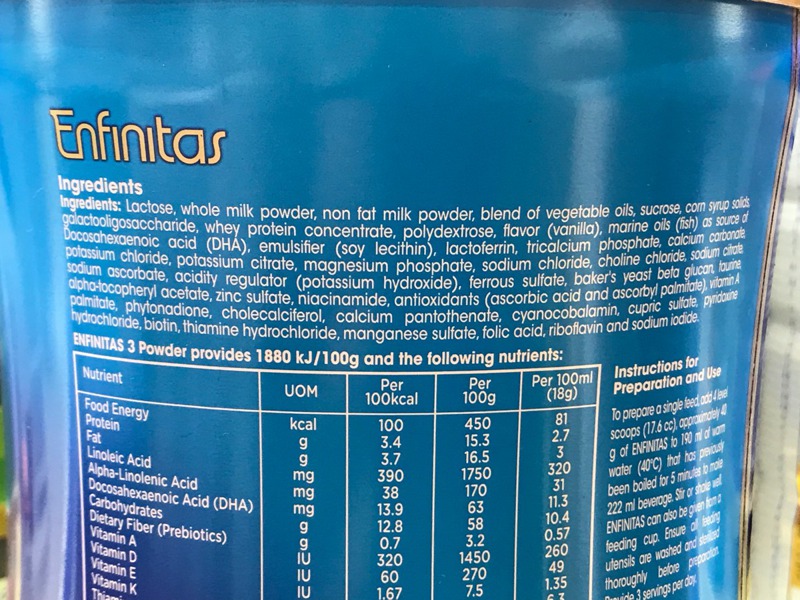 Enfinitas
Ingredients
Ingredients: Lactose, whole milk powder, non fat milk powder, blend of vegetable oils, sucrose, corn syrup solids,
galactooligosaccharide, whey protein concentrate, polydextrose, flavor (vanilla), marine oils (fish) as source of
Docosahexaenoic acid (DHA), emulsifier (soy lecithin), lactoferrin, tricalcium phosphate, calcium carbonate,
potassium chloride, potassium citrate, magnesium phosphate, sodium chloride, choline chloride, sodium citrate,
sodium ascorbate, acidity regulator (potassium hydroxide), ferrous sulfate, baker's yeast beta glucan, taurine,
alpha-tocopheryl acetate, zinc sulfate, niacinamide, antioxidants (ascorbic acid and ascorbyl palmitate), vitamin A
palmitate, phytonadione, cholecalciferol, calcium pantothenate, cyanocobalamin, cupric sulfate, pyridoxine
hydrochloride, biotin, thiamine hydrochloride, manganese sulfate, folic acid, riboflavin and sodium iodide.
ENFINITAS 3 Powder provides 1880 kJ/100g and the following nutrients:
Nutrient UOM Per 100kcal Per 100g Per 100ml (18g)
Food Energy kcal 100 450 81
Protein g 3.4 15.3 2.7
Fat g 3.7 16.5 3
Linoleic Acid mg 390 1750 320
Alpha-Linolenic Acid mg 38 170 31
Docosahexaenoic Acid (DHA) mg 13.9 63 11.3
Carbohydrates g 12.8 58 10.4
Dietary Fiber (Prebiotics) g 0.7 3.2 0.57
Vitamin A IU 320 1450 260
Vitamin D IU 60 270 49
Vitamin E IU 1.67 7.5 1.35
Vitamin K 6.3
Instructions for
Preparation and Use
To prepare a single feed, add 4 level
scoops (17.6 cc), approximately 40
g of ENFINITAS to 190 ml of warm
water (40°C) that has previously
been boiled for 5 minutes to make
222 ml beverage. Stir or shake well.
ENFINITAS can also be given from a
feeding cup. Ensure all feeding
utensils are washed and sterilized
thoroughly before preparation.
Provide 3 servings per day.